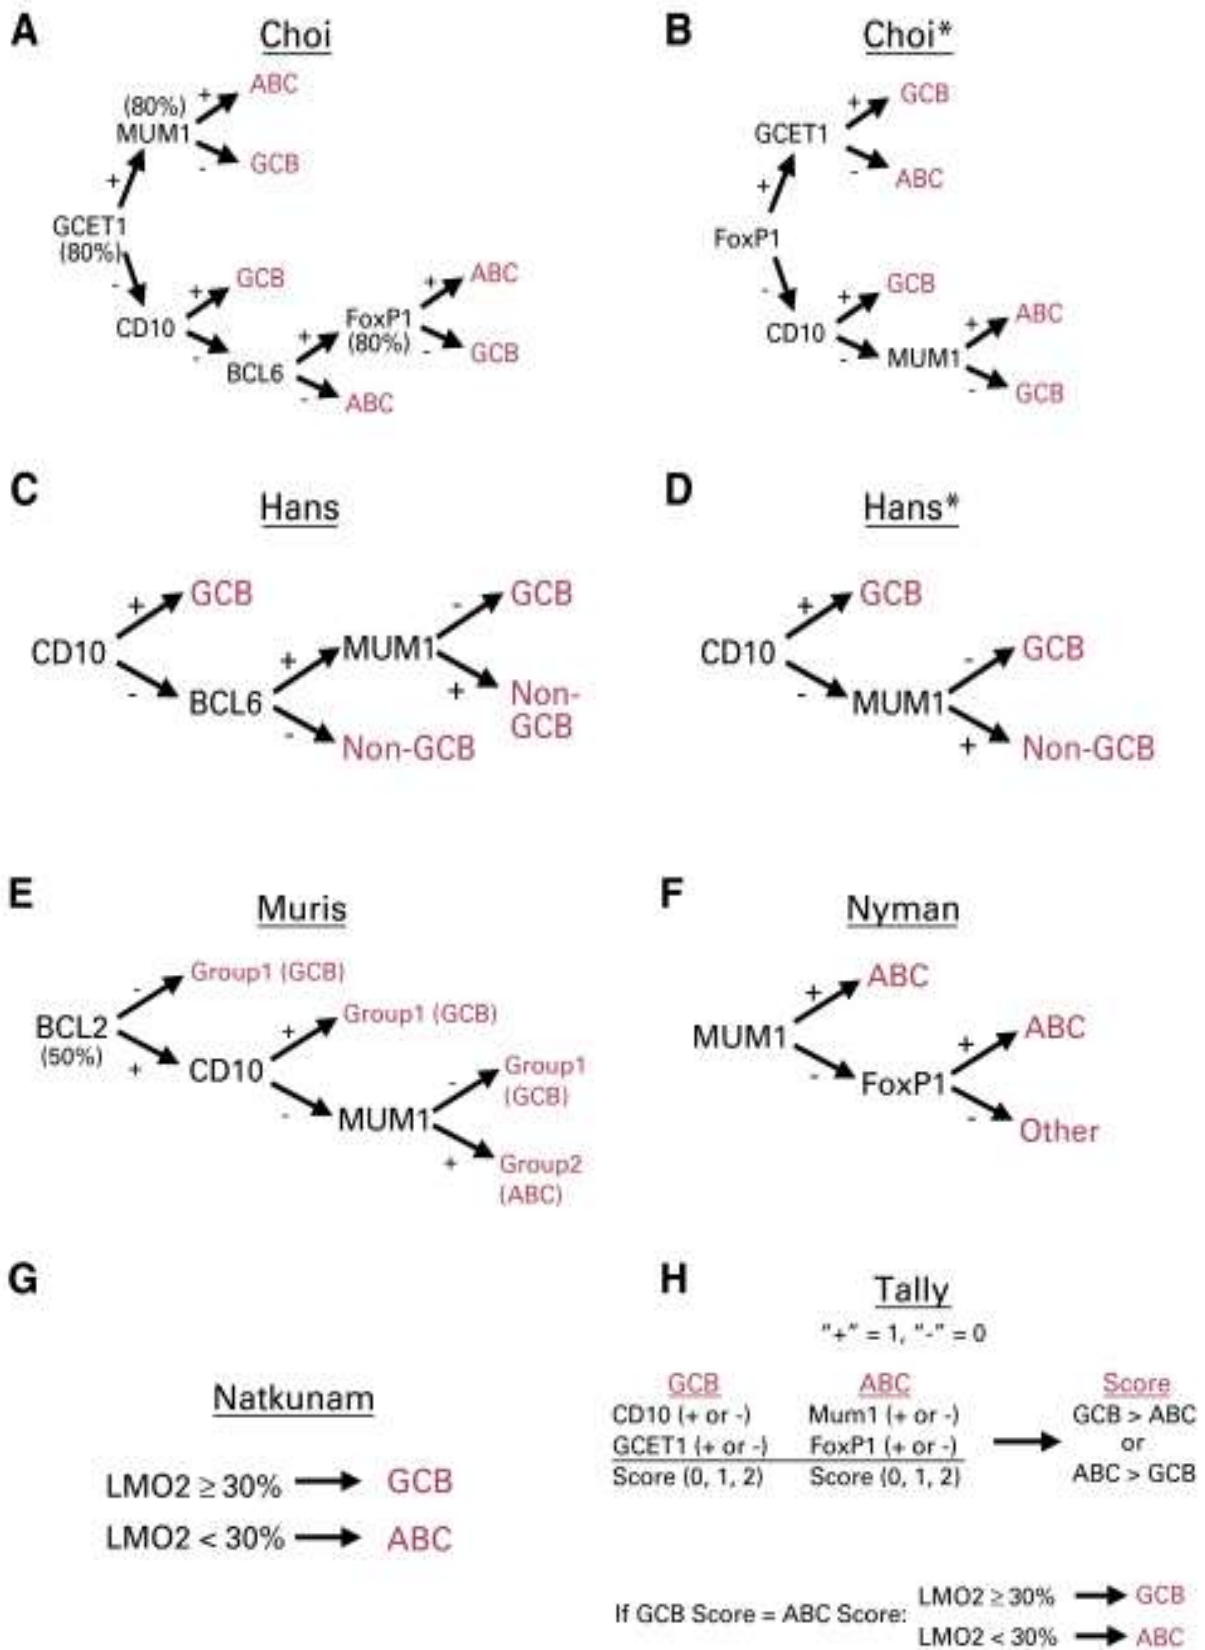 A
Choi
(80%)
MUM1
+
ABC
-
GCB
+
GCET1
(80%)
-
CD10
+
GCB
-
BCL6
+
FoxP1
(80%)
+
ABC
-
GCB
-
ABC
B
Choi*
GCET1
+
GCB
-
ABC
+
FoxP1
-
CD10
+
GCB
-
MUM1
+
ABC
-
GCB
C
Hans
CD10
+
GCB
-
BCL6
+
MUM1
-
GCB
+
Non-
GCB
-
Non-GCB
D
Hans*
CD10
+
GCB
-
MUM1
-
GCB
+
Non-GCB
E
Muris
BCL2
(50%)
-
Group1 (GCB)
+
CD10
+
Group1 (GCB)
-
MUM1
-
Group1
(GCB)
+
Group2
(ABC)
F
Nyman
MUM1
+
ABC
-
FoxP1
+
ABC
-
Other
G
Natkunam
LMO2 ≥ 30% GCB
LMO2 < 30% ABC
H
Tally
"+" = 1, "-" = 0
GCB ABC Score
CD10 (+ or -) Mum1 (+ or -) GCB > ABC
GCET1 (+ or -) FoxP1 (+ or -) or
Score (0, 1, 2) Score (0, 1, 2) ABC > GCB
If GCB Score = ABC Score:
LMO2 ≥ 30% GCB
LMO2 < 30% ABC